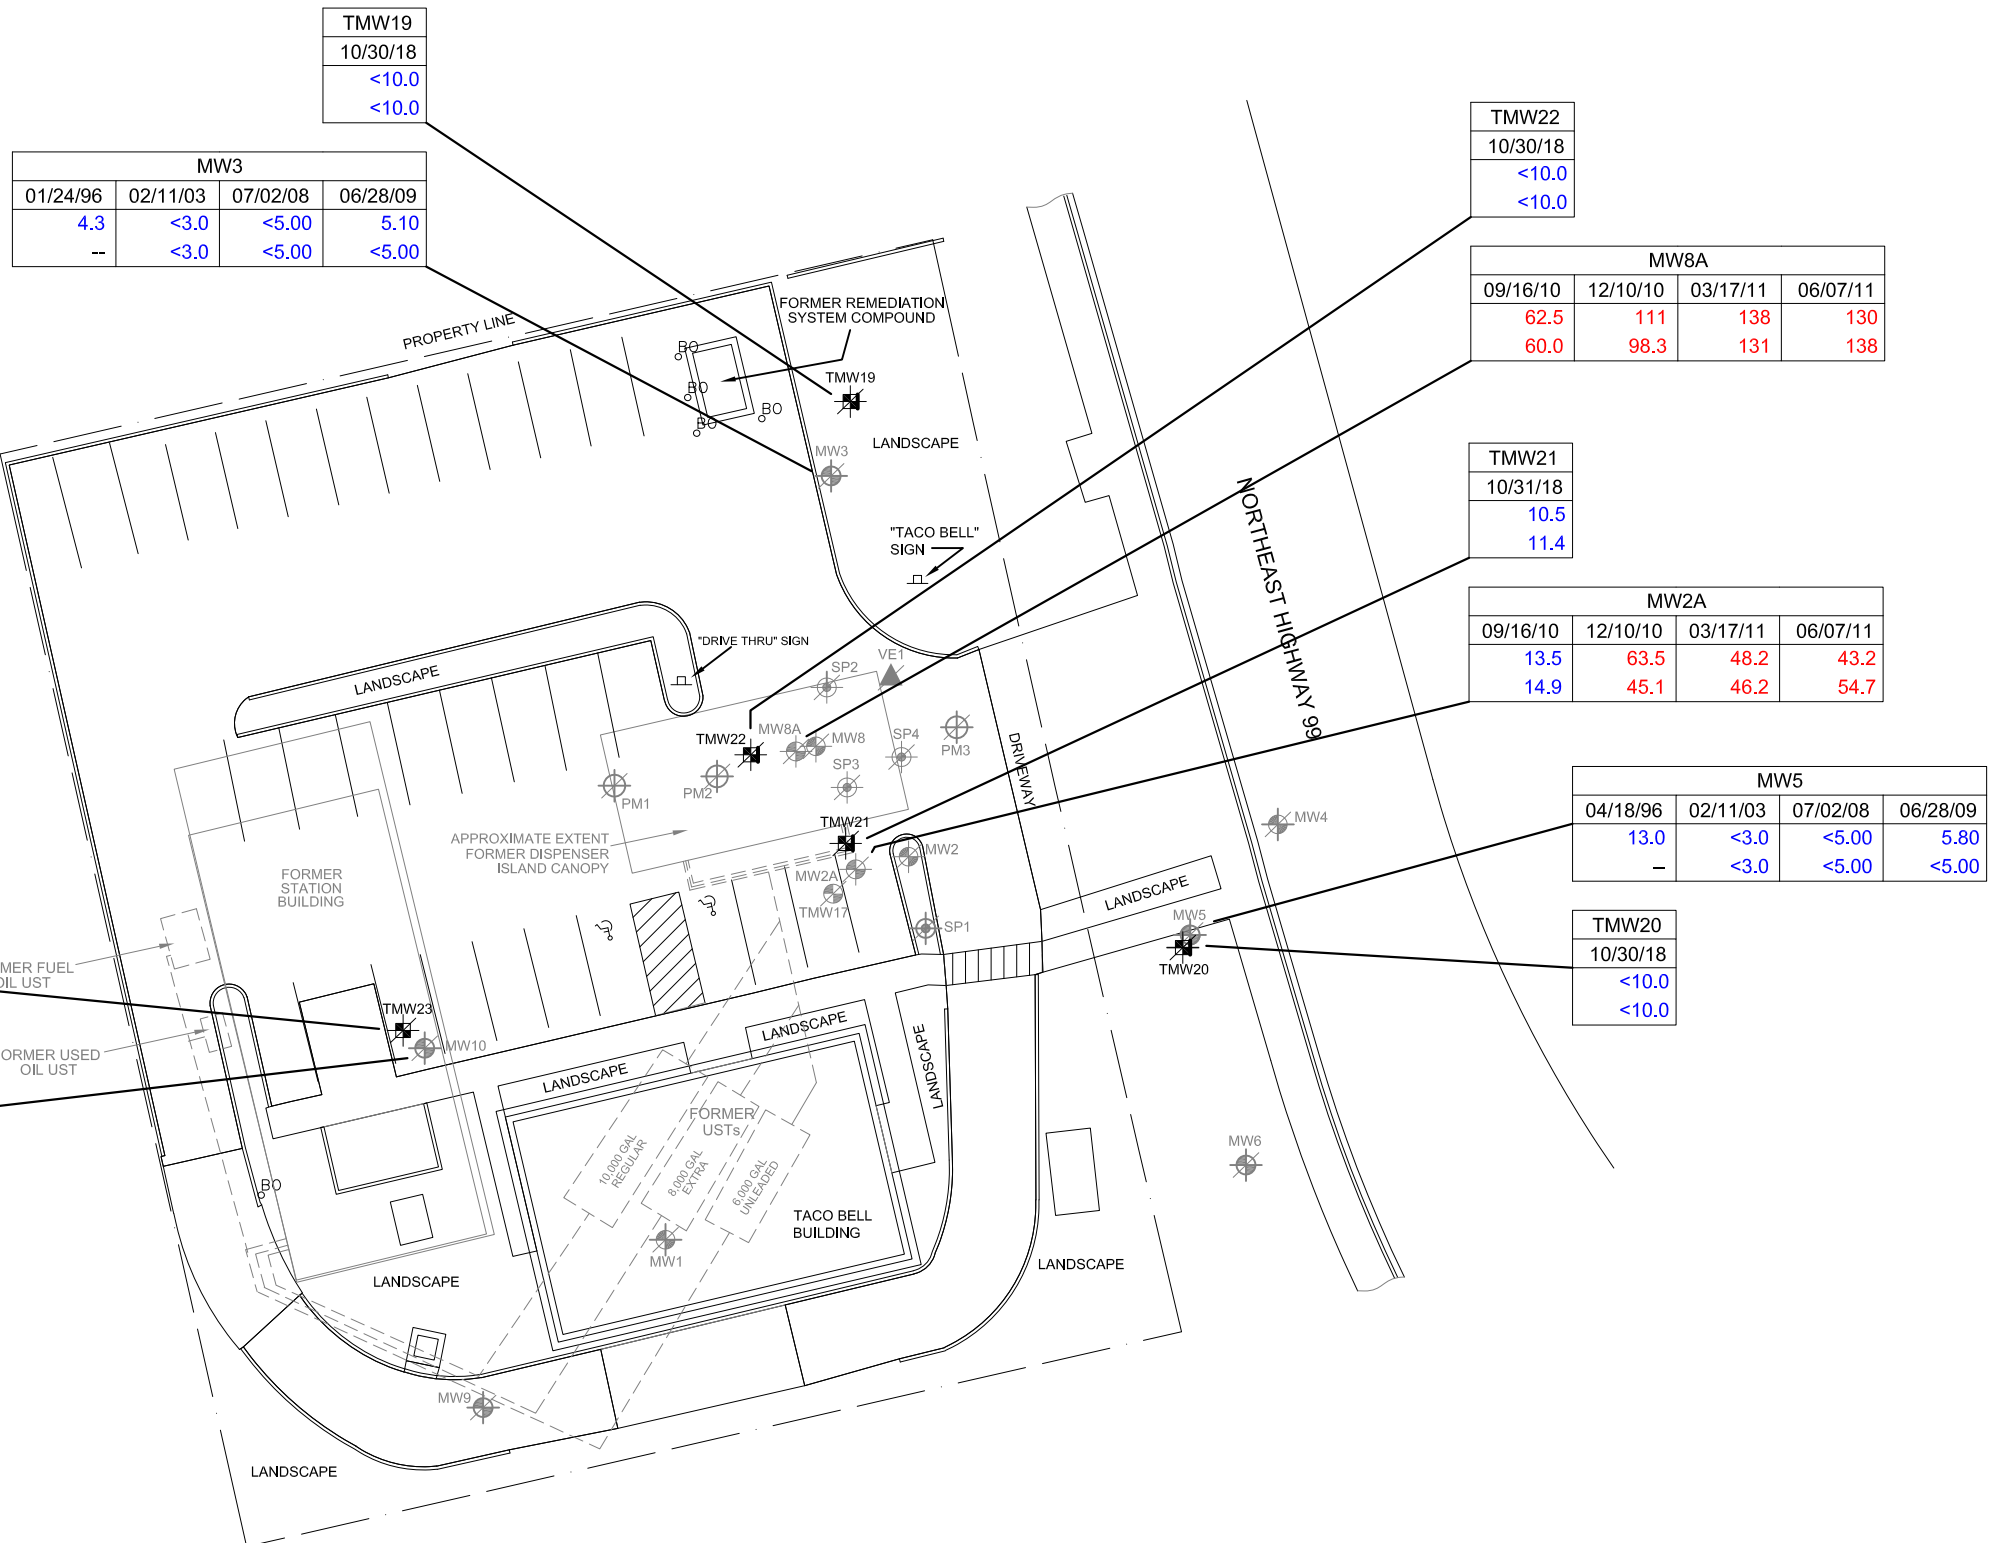 TMW19
10/30/18
<10.0
<10.0
MW3
01/24/96 02/11/03 07/02/08 06/28/09
4.3 <3.0 <5.00 5.10
-- <3.0 <5.00 <5.00
TMW22
10/30/18
<10.0
<10.0
MW8A
09/16/10 12/10/10 03/17/11 06/07/11
62.5 111 138 130
60.0 98.3 131 138
TMW21
10/31/18
10.5
11.4
MW2A
09/16/10 12/10/10 03/17/11 06/07/11
13.5 63.5 48.2 43.2
14.9 45.1 46.2 54.7
MW5
04/18/96 02/11/03 07/02/08 06/28/09
13.0 <3.0 <5.00 5.80
– <3.0 <5.00 <5.00
TMW20
10/30/18
<10.0
<10.0
PROPERTY LINE
FORMER REMEDIATION
SYSTEM COMPOUND
BO
BO
BO
BO
TMW19
LANDSCAPE
MW3
"TACO BELL"
SIGN
NORTHEAST HIGHWAY 99
"DRIVE THRU" SIGN
LANDSCAPE
SP2
VE1
TMW22
MW8A
MW8
SP4
PM3
PM1
PM2
SP3
DRIVEWAY
TMW21
APPROXIMATE EXTENT
FORMER DISPENSER
ISLAND CANOPY
MW2
MW2A
TMW17
SP1
MW4
LANDSCAPE
MW5
TMW20
FORMER
STATION
BUILDING
MER FUEL
OIL UST
TMW23
MW10
ORMER USED
OIL UST
LANDSCAPE
LANDSCAPE
LANDSCAPE
FORMER
USTs
10,000 GAL
REGULAR
8,000 GAL
EXTRA
6,000 GAL
UNLEADED
MW1
TACO BELL
BUILDING
MW6
BO
LANDSCAPE
LANDSCAPE
MW9
LANDSCAPE